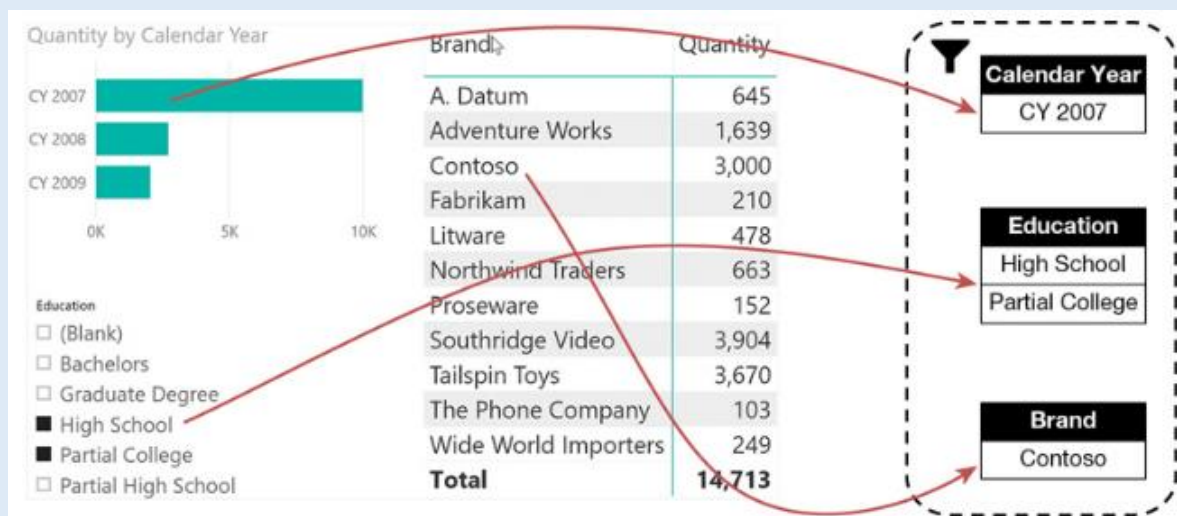 Quantity by Calendar Year
CY 2007
CY 2008
CY 2009
0K 5K 10K
Education
(Blank)
Bachelors
Graduate Degree
High School
Partial College
Partial High School
Brand Quantity
A. Datum 645
Adventure Works 1,639
Contoso 3,000
Fabrikam 210
Litware 478
Northwind Traders 663
Proseware 152
Southridge Video 3,904
Tailspin Toys 3,670
The Phone Company 103
Wide World Importers 249
Total 14,713
Calendar Year
CY 2007
Education
High School
Partial College
Brand
Contoso